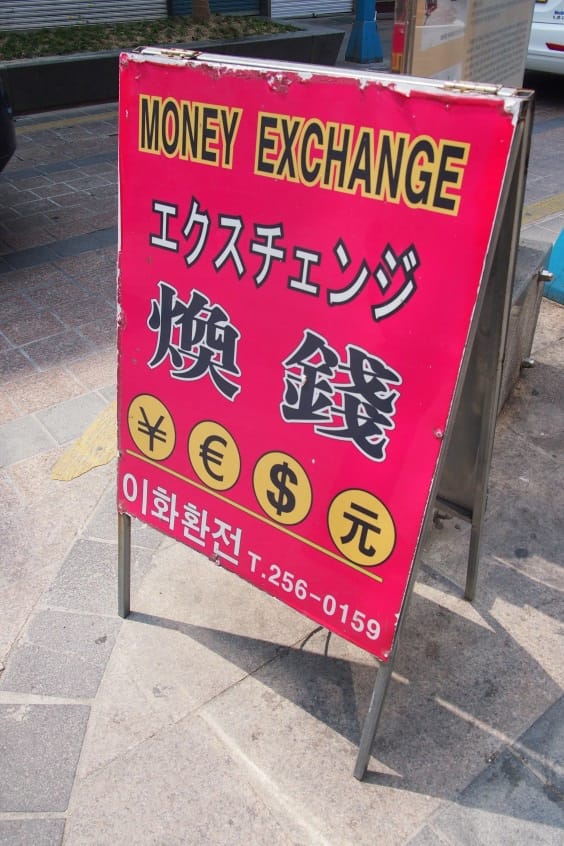 MONEY EXCHANGE
エクスチェンジ
煥錢
¥ € $ 元
이화환전 T.256-0159